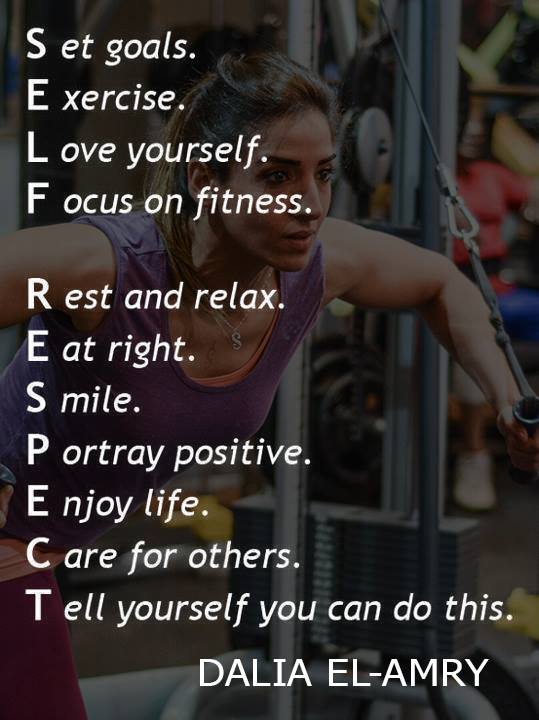 S et goals.
E xercise.
L ove yourself.
F ocus on fitness.
R est and relax.
E at right.
S mile.
P ortray positive.
E njoy life.
C are for others.
T ell yourself you can do this.
DALIA EL-AMRY